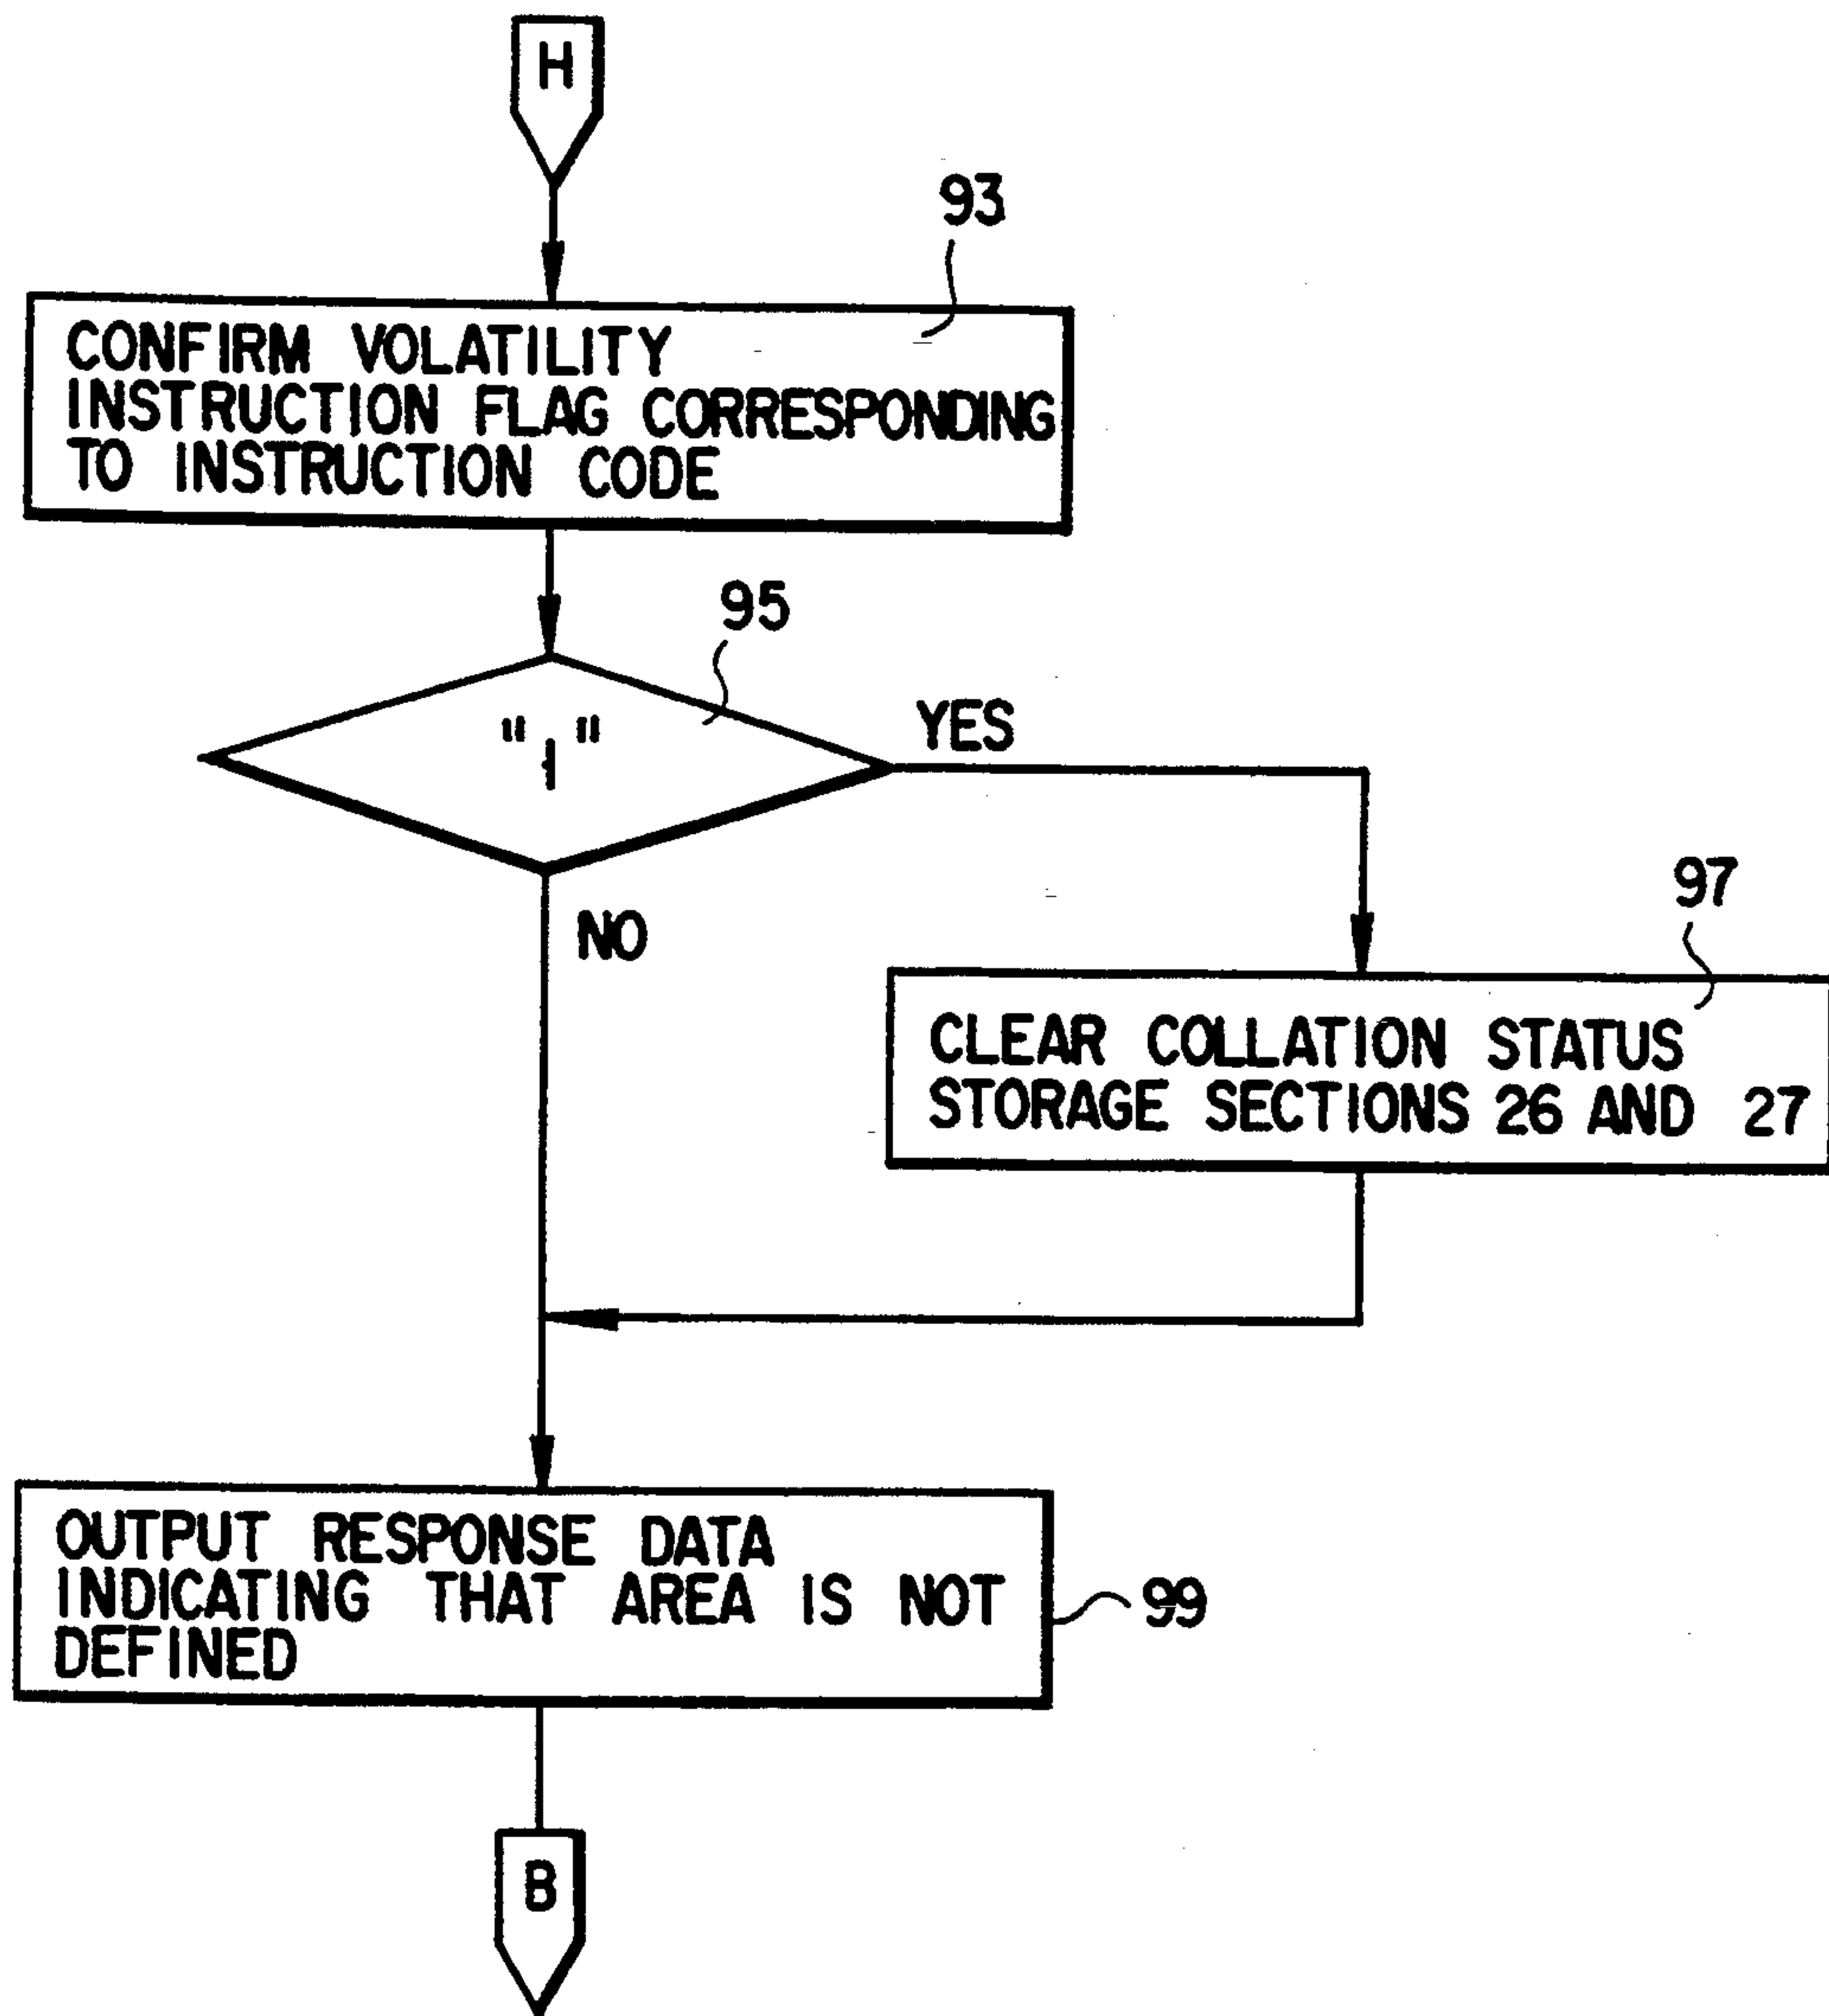 H
93
CONFIRM VOLATILITY
INSTRUCTION FLAG CORRESPONDING
TO INSTRUCTION CODE
95
"1"
YES
NO
97
CLEAR COLLATION STATUS
STORAGE SECTIONS 26 AND 27
OUTPUT RESPONSE DATA
INDICATING THAT AREA IS NOT
DEFINED
99
B